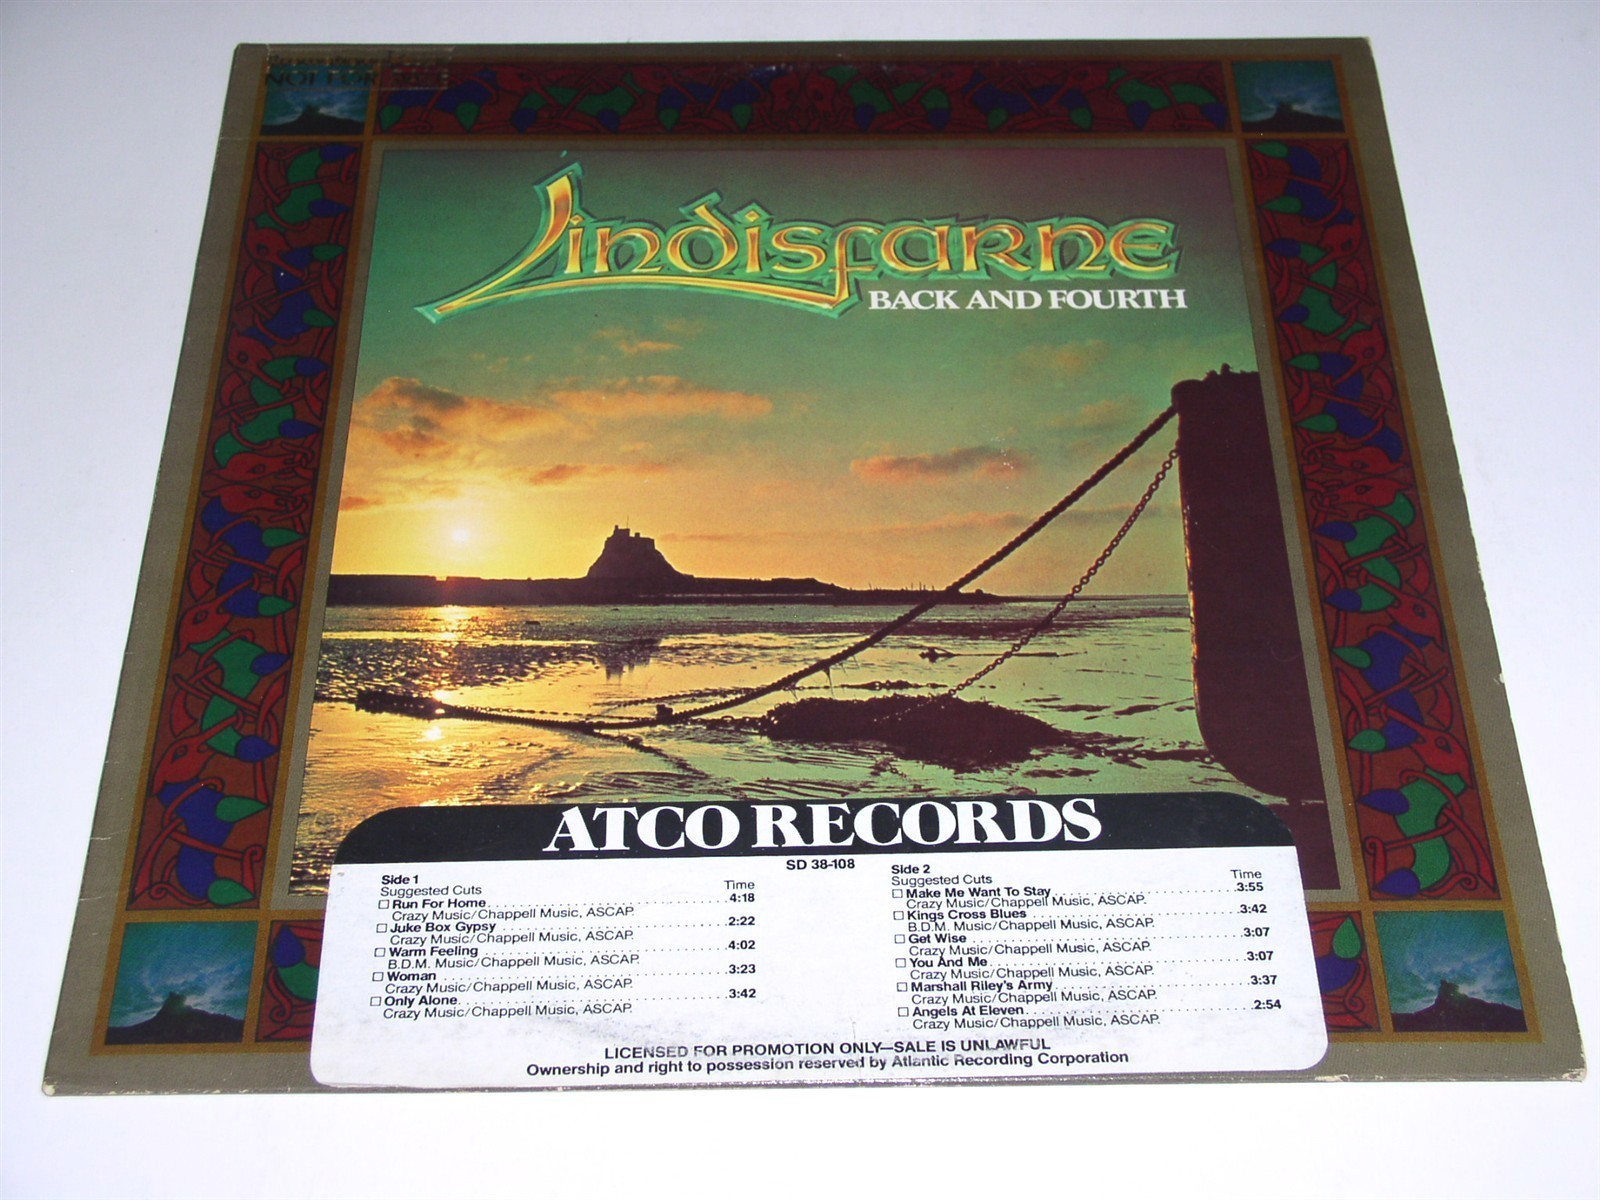 NOT FOR SALE
Lindisfarne
BACK AND FOURTH
ATCO RECORDS
SD 38-108
Side 1
Suggested Cuts Time
☐ Run For Home 4:18
Crazy Music/Chappell Music, ASCAP.
☐ Juke Box Gypsy 2:22
Crazy Music/Chappell Music, ASCAP.
☐ Warm Feeling 4:02
B.D.M. Music/Chappell Music, ASCAP.
☐ Woman 3:23
Crazy Music/Chappell Music, ASCAP.
☐ Only Alone 3:42
Crazy Music/Chappell Music, ASCAP.
Side 2
Suggested Cuts Time
☐ Make Me Want To Stay 3:55
Crazy Music/Chappell Music, ASCAP.
☐ Kings Cross Blues 3:42
B.D.M. Music/Chappell Music, ASCAP.
☐ Get Wise 3:07
Crazy Music/Chappell Music, ASCAP.
☐ You And Me 3:07
Crazy Music/Chappell Music, ASCAP.
☐ Marshall Riley's Army 3:37
Crazy Music/Chappell Music, ASCAP.
☐ Angels At Eleven 2:54
Crazy Music/Chappell Music, ASCAP.
LICENSED FOR PROMOTION ONLY—SALE IS UNLAWFUL
Ownership and right to possession reserved by Atlantic Recording Corporation